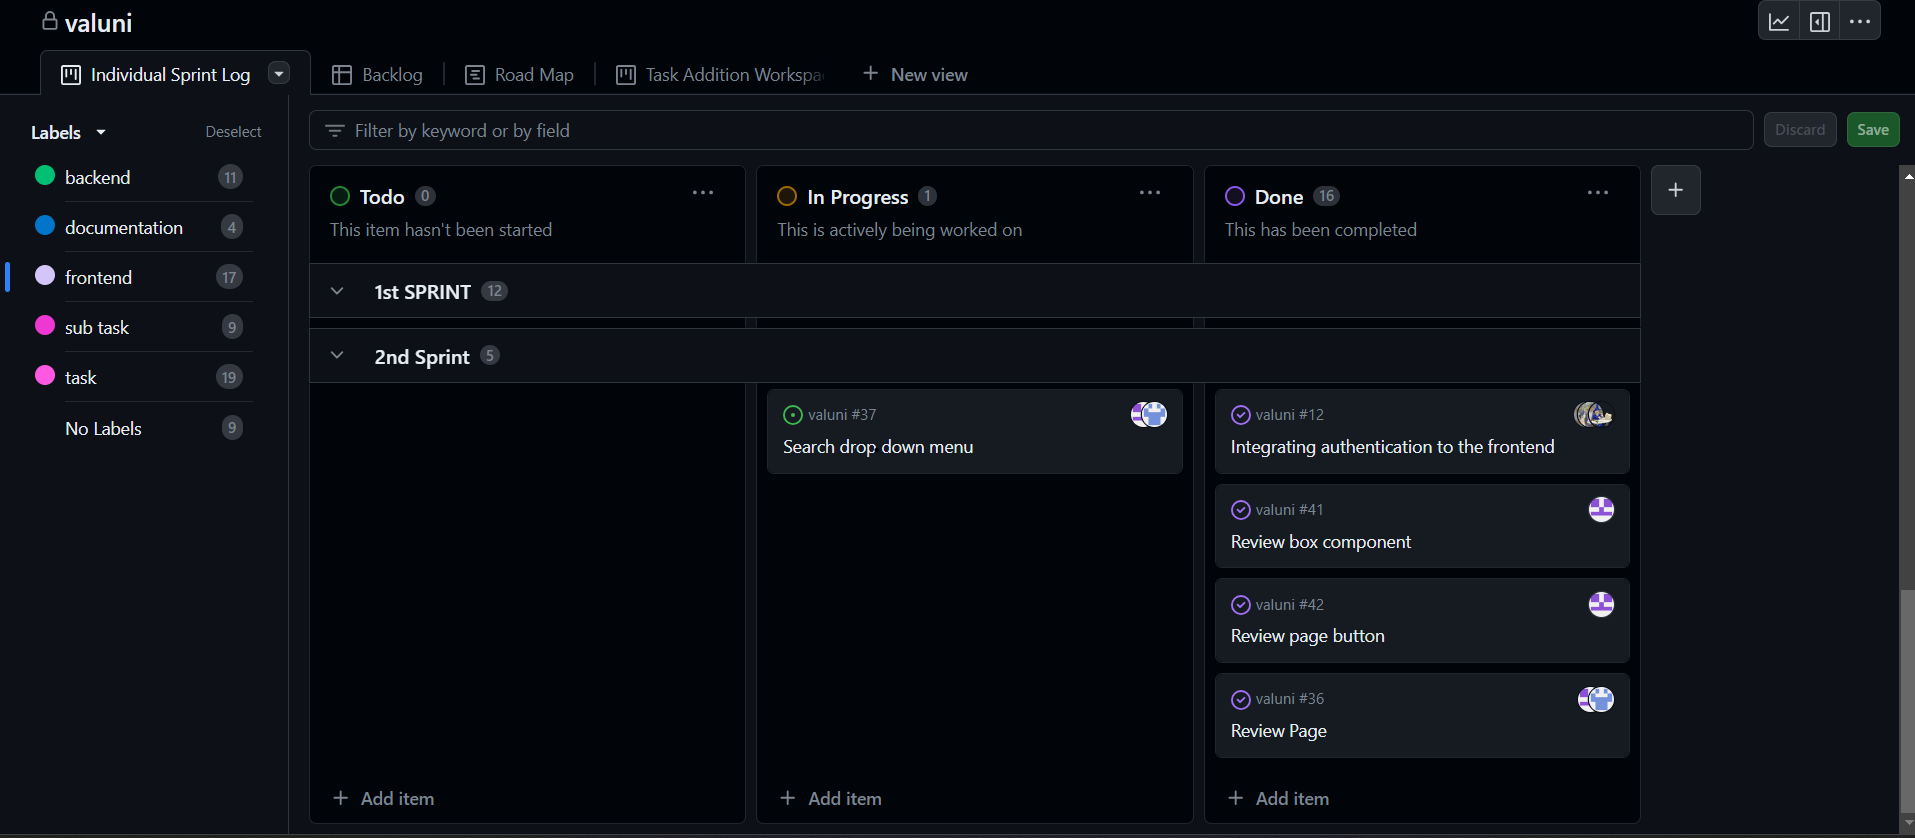 valuni
Individual Sprint Log
Backlog
Road Map
Task Addition Workspa
New view
Labels
Deselect
backend 11
documentation 4
frontend 17
sub task 9
task 19
No Labels 9
Filter by keyword or by field
Discard
Save
Todo 0
This item hasn't been started
In Progress 1
This is actively being worked on
Done 16
This has been completed
1st SPRINT 12
2nd Sprint 5
valuni #37
Search drop down menu
valuni #12
Integrating authentication to the frontend
valuni #41
Review box component
valuni #42
Review page button
valuni #36
Review Page
Add item
Add item
Add item